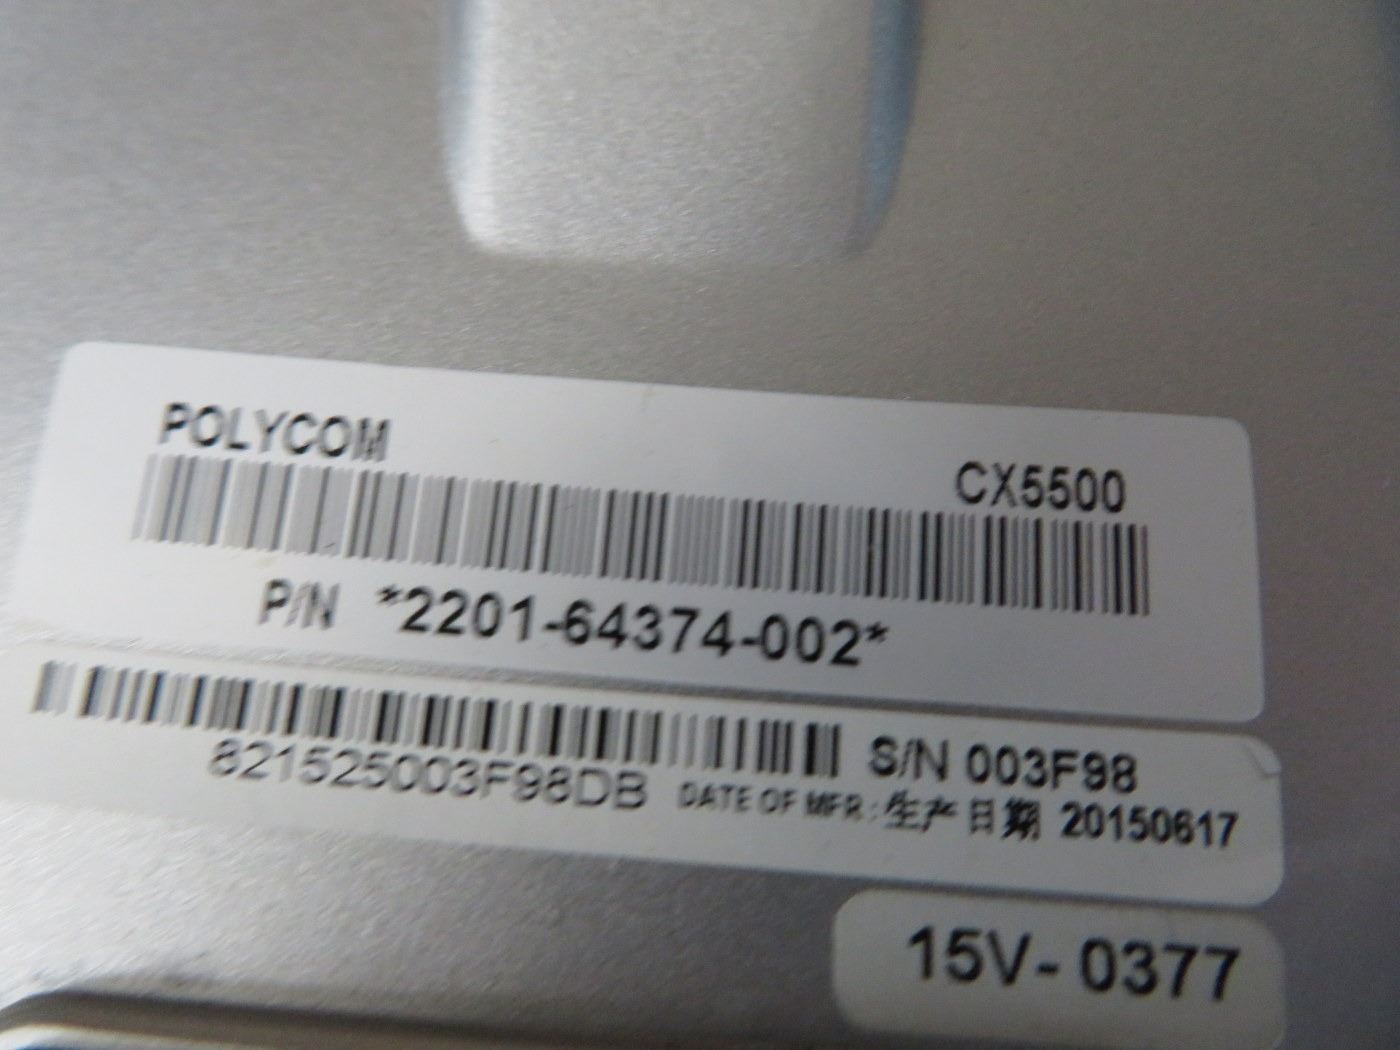 POLYCOM
CX5500
P/N *2201-64374-002*
S/N 003F98
821525003F98DB DATE OF MFR:生产日期 20150617
15V-0377